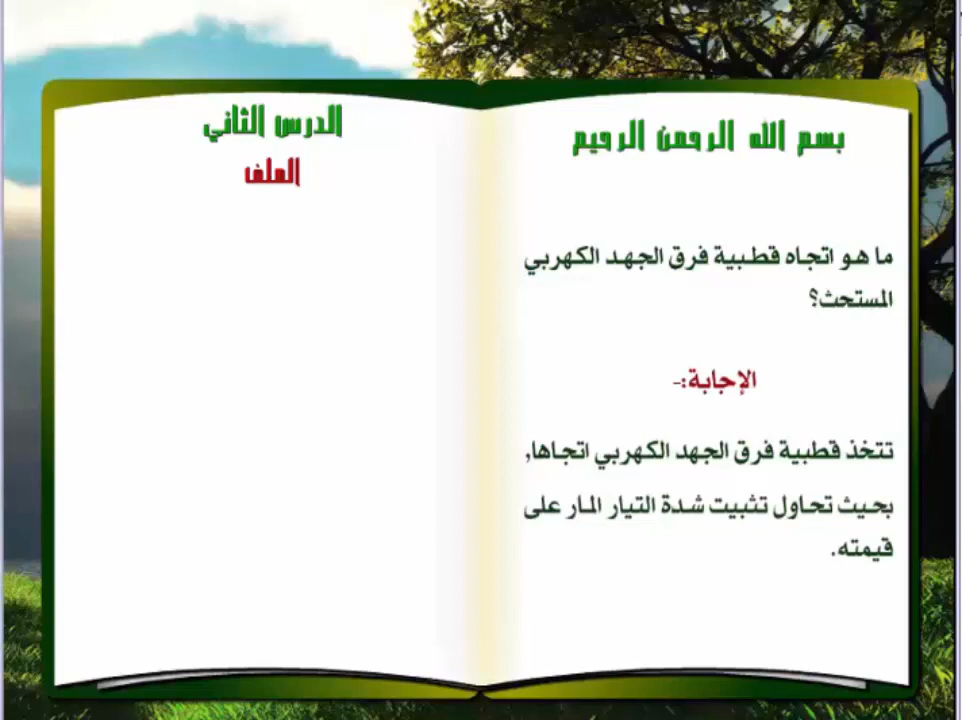 بسم الله الرحمن الرحيم
ما هو اتجاه قطبية فرق الجهد الكهربي
المستحث؟
الإجابة:-
تتخذ قطبية فرق الجهد الكهربي اتجاها,
بحيث تحاول تثبيت شدة التيار المار على
قيمته.
الدرس الثاني
الملف